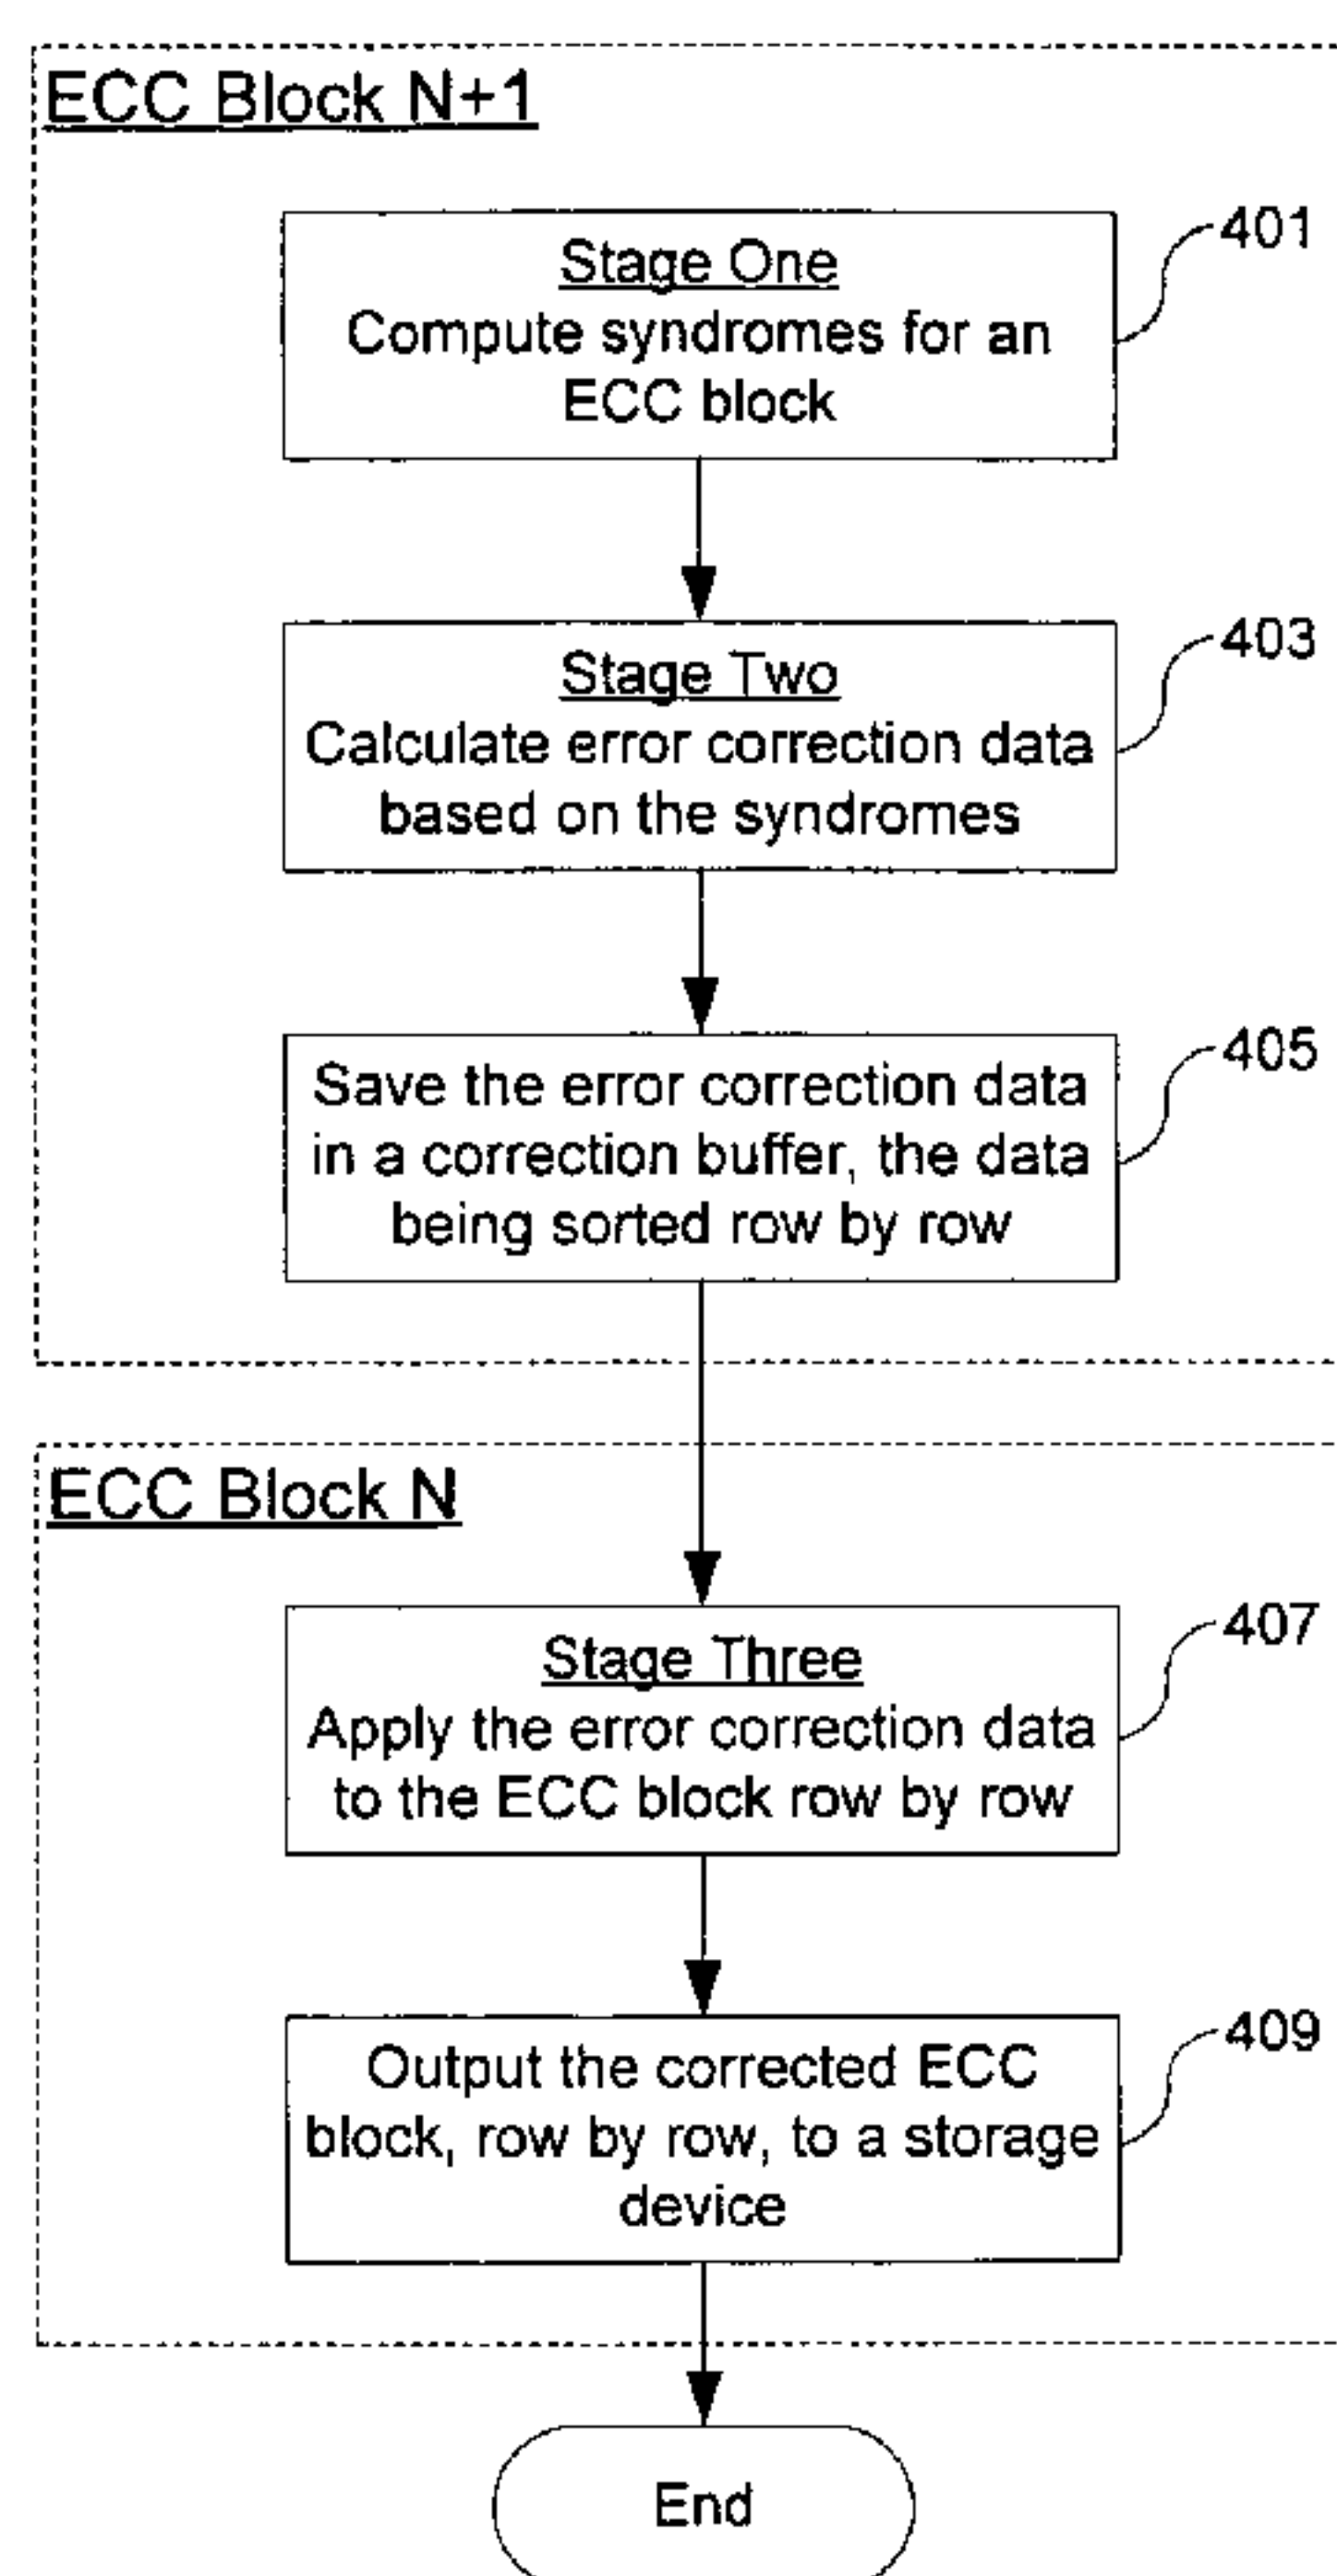 ECC Block N+1
401
Stage One
Compute syndromes for an
ECC block
403
Stage Two
Calculate error correction data
based on the syndromes
405
Save the error correction data
in a correction buffer, the data
being sorted row by row
ECC Block N
407
Stage Three
Apply the error correction data
to the ECC block row by row
409
Output the corrected ECC
block, row by row, to a storage
device
End